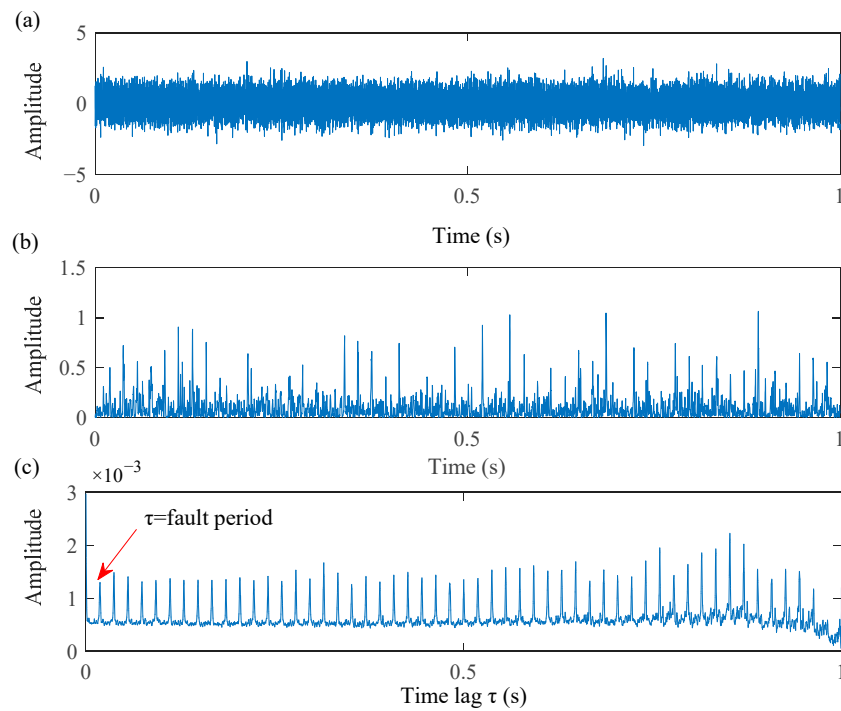 (a)
5
0
−5
Amplitude
0 0.5 1
Time (s)
(b)
1.5
1
0.5
0
Amplitude
0 0.5 1
Time (s)
(c)
×10⁻³
3
2
1
0
Amplitude
τ=fault period
0 0.5 1
Time lag τ (s)